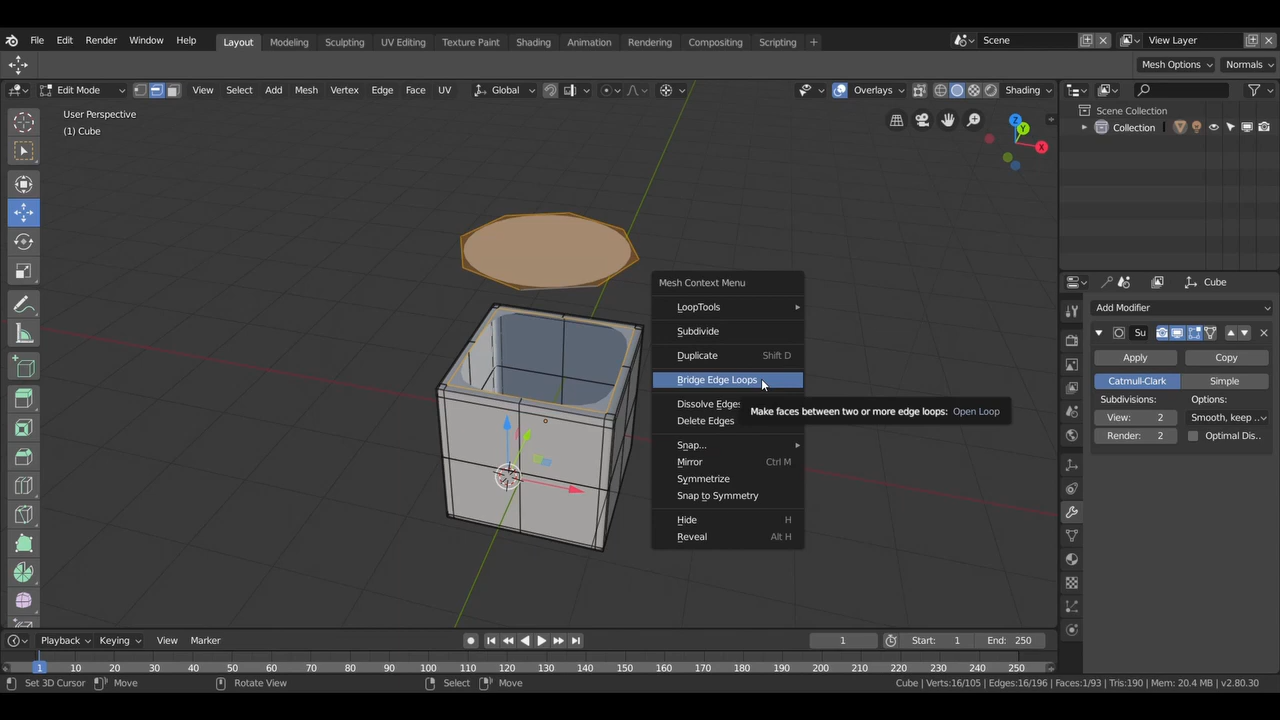 File Edit Render Window Help Layout Modeling Sculpting UV Editing Texture Paint Shading Animation Rendering Compositing Scripting + Scene View Layer
Mesh Options Normals
Edit Mode View Select Add Mesh Vertex Edge Face UV Global Overlays Shading
User Perspective
(1) Cube
Z
Y
X
Scene Collection
Collection
Cube
Add Modifier
Su
Apply Copy
Catmull-Clark Simple
Subdivisions: Options:
View: 2 Smooth, keep ..
Render: 2 Optimal Dis..
Mesh Context Menu
LoopTools
Subdivide
Duplicate Shift D
Bridge Edge Loops
Dissolve Edges
Make faces between two or more edge loops: Open Loop
Delete Edges
Snap...
Mirror Ctrl M
Symmetrize
Snap to Symmetry
Hide H
Reveal Alt H
Playback Keying View Marker 1 Start: 1 End: 250
1 10 20 30 40 50 60 70 80 90 100 110 120 130 140 150 160 170 180 190 200 210 220 230 240 250
Set 3D Cursor Move Rotate View Select Move Cube | Verts:16/105 | Edges:16/196 | Faces:1/93 | Tris:190 | Mem: 20.4 MB | v2.80.30